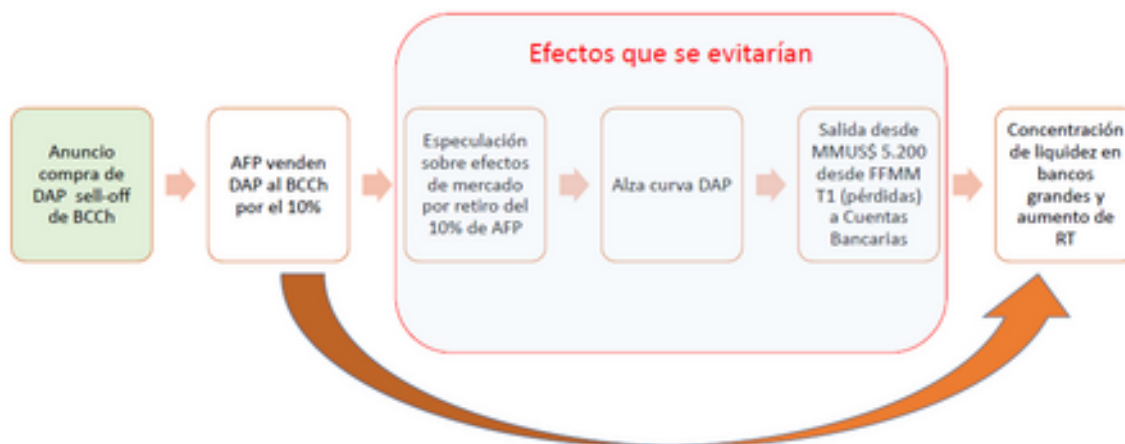 Efectos que se evitarían
Anuncio
compra de
DAP sell-off
de BCCh
AFP venden
DAP al BCCh
por el 10%
Especulación
sobre efectos
de mercado
por retiro del
10% de AFP
Alza curva DAP
Salida desde
MMUS$ 5.200
desde FFMM
T1 (pérdidas)
a Cuentas
Bancarias
Concentración
de liquidez en
bancos
grandes y
aumento de
RT